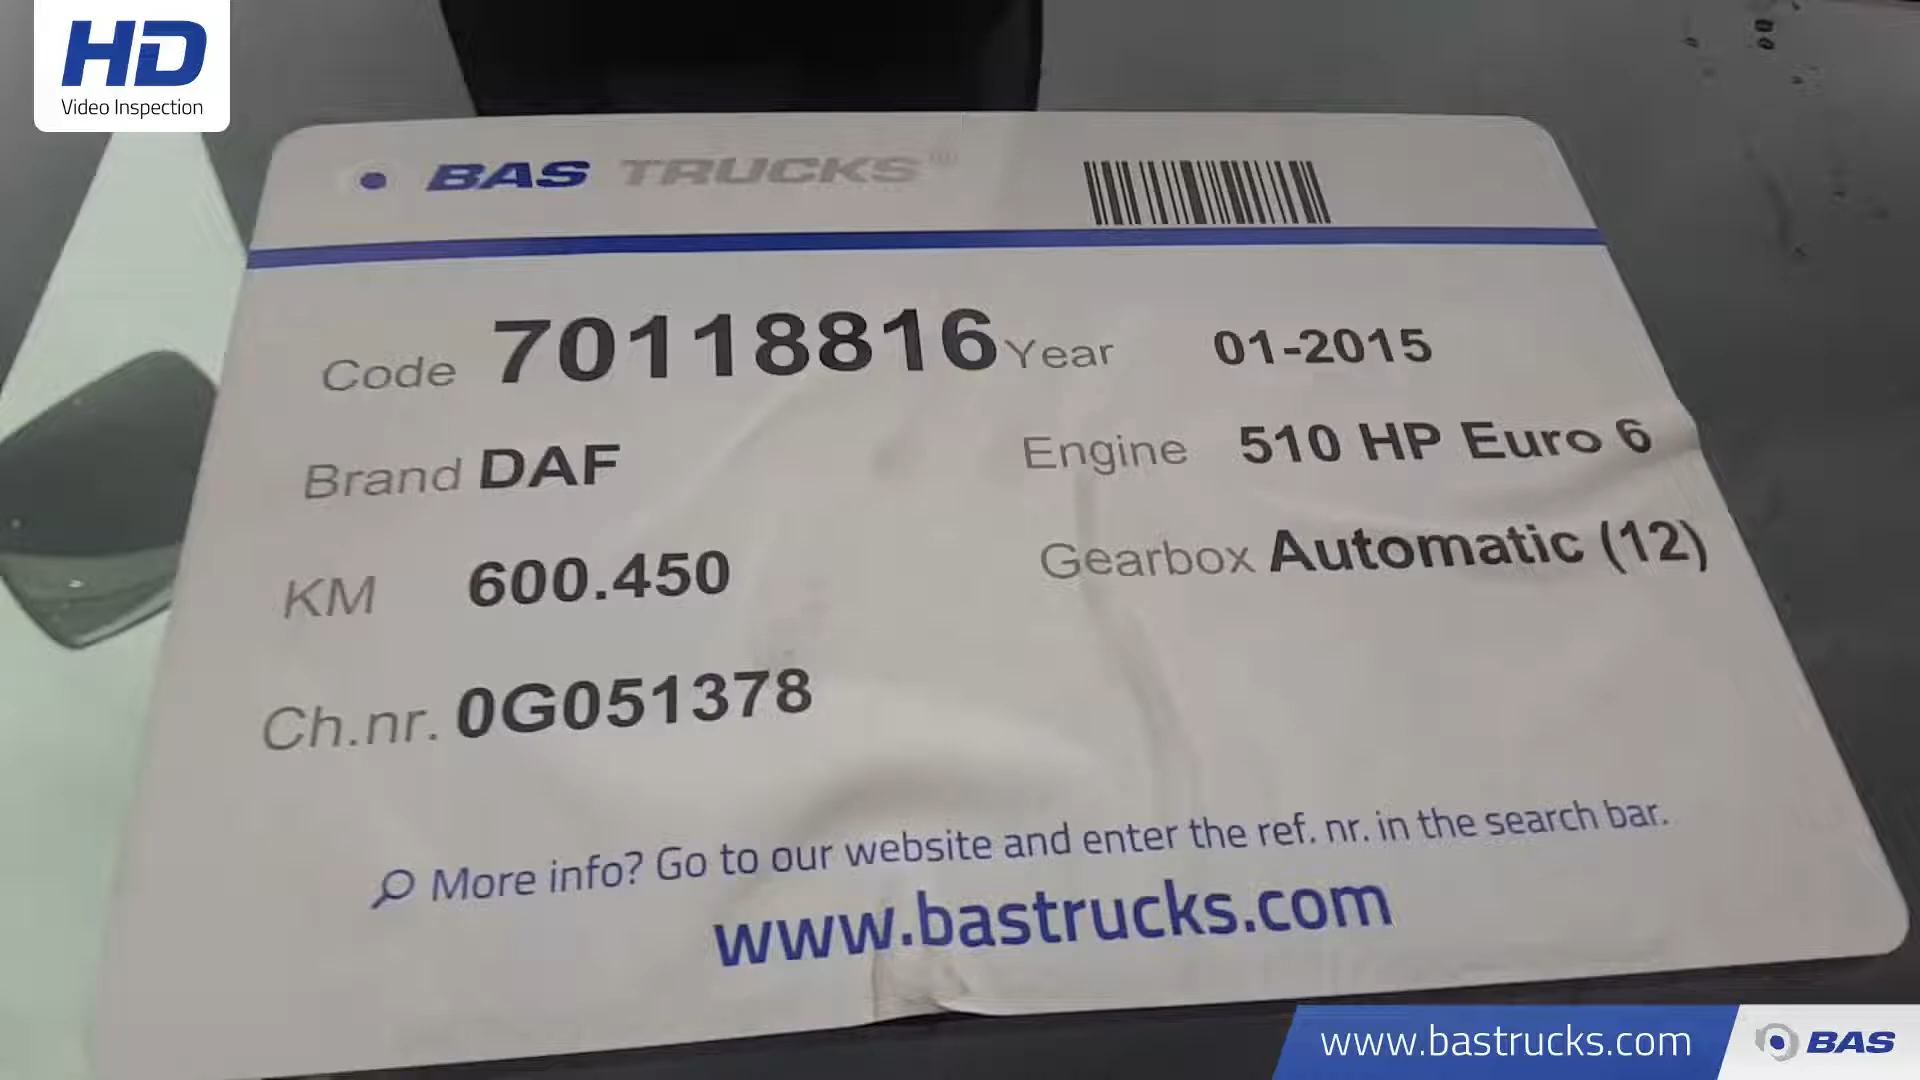 HD
Video Inspection
BAS TRUCKS
Code 70118816 Year 01-2015
Brand DAF Engine 510 HP Euro 6
KM 600.450 Gearbox Automatic (12)
Ch.nr. 0G051378
More info? Go to our website and enter the ref. nr. in the search bar.
www.bastrucks.com
www.bastrucks.com BAS